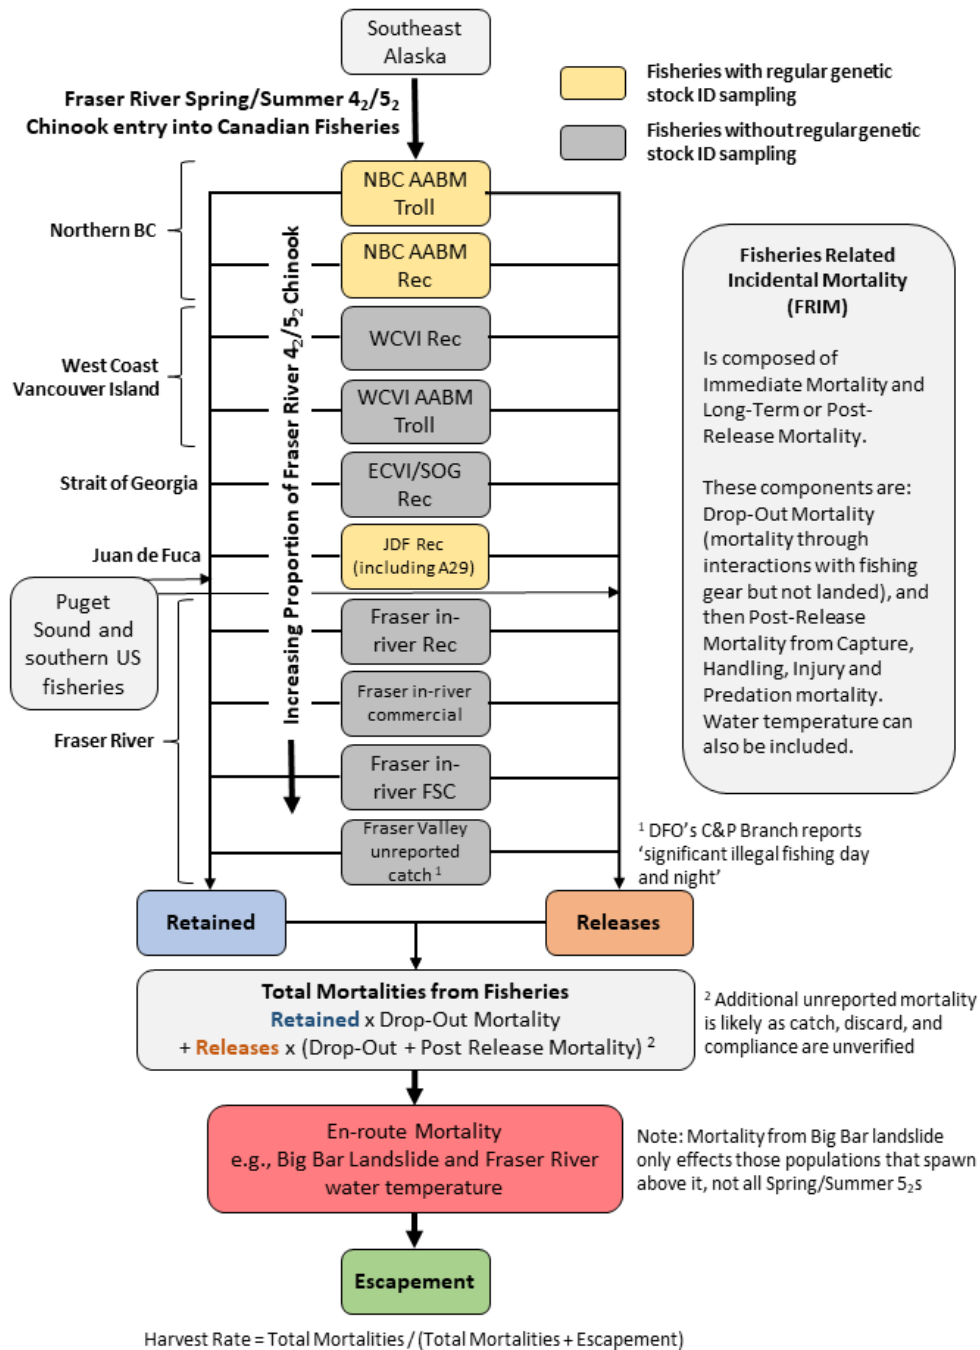 Southeast
Alaska
Fraser River Spring/Summer 4₂/5₂
Chinook entry into Canadian Fisheries
Fisheries with regular genetic
stock ID sampling
Fisheries without regular genetic
stock ID sampling
Northern BC
West Coast
Vancouver Island
Strait of Georgia
Juan de Fuca
Puget
Sound and
southern US
fisheries
Fraser River
Increasing Proportion of Fraser River 4₂/5₂ Chinook
NBC AABM
Troll
NBC AABM
Rec
WCVI Rec
WCVI AABM
Troll
ECVI/SOG
Rec
JDF Rec
(including A29)
Fraser in-
river Rec
Fraser in-river
commercial
Fraser in-
river FSC
Fraser Valley
unreported
catch ¹
Fisheries Related
Incidental Mortality
(FRIM)
Is composed of
Immediate Mortality and
Long-Term or Post-
Release Mortality.
These components are:
Drop-Out Mortality
(mortality through
interactions with fishing
gear but not landed), and
then Post-Release
Mortality from Capture,
Handling, Injury and
Predation mortality.
Water temperature can
also be included.
¹ DFO's C&P Branch reports
'significant illegal fishing day
and night'
Retained
Releases
Total Mortalities from Fisheries
Retained x Drop-Out Mortality
+ Releases x (Drop-Out + Post Release Mortality) ²
² Additional unreported mortality
is likely as catch, discard, and
compliance are unverified
En-route Mortality
e.g., Big Bar Landslide and Fraser River
water temperature
Note: Mortality from Big Bar landslide
only effects those populations that spawn
above it, not all Spring/Summer 5₂s
Escapement
Harvest Rate = Total Mortalities / (Total Mortalities + Escapement)